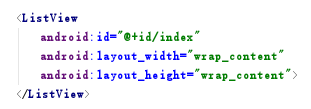 <ListView
    android:id="@+id/index"
    android:layout_width="wrap_content"
    android:layout_height="wrap_content">
</ListView>